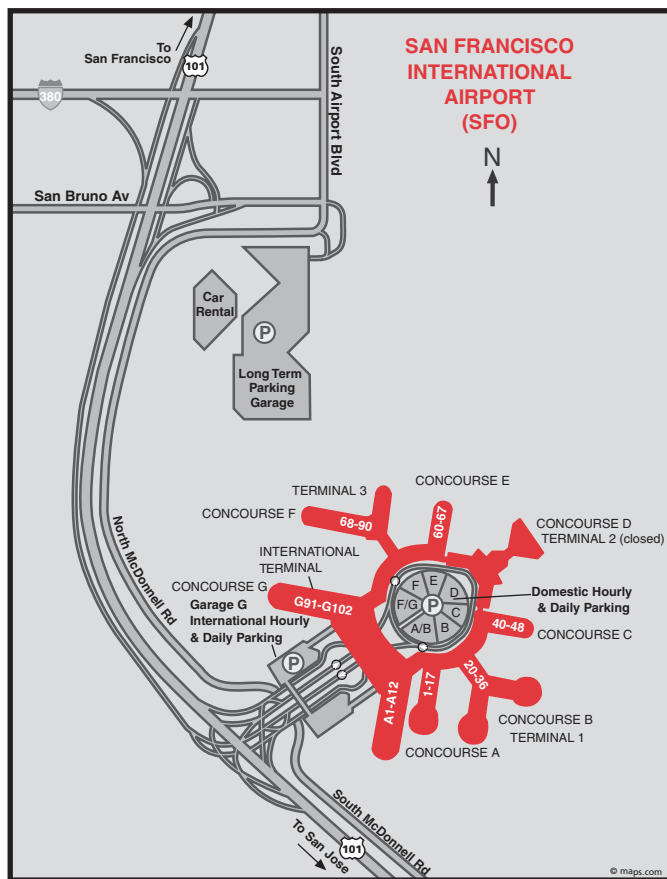 To
San Francisco
101
SAN FRANCISCO
INTERNATIONAL
AIRPORT
(SFO)
N
380
South Airport Blvd
San Bruno Av
Car
Rental
P
Long Term
Parking
Garage
CONCOURSE E
TERMINAL 3
CONCOURSE F
68-90
60-67
CONCOURSE D
TERMINAL 2 (closed)
INTERNATIONAL
TERMINAL
CONCOURSE G
G91-G102
Garage G
International Hourly
& Daily Parking
P
F
E
D
F/G
P
C
A/B
B
Domestic Hourly
& Daily Parking
40-48
CONCOURSE C
20-36
1-17
A1-A12
CONCOURSE B
TERMINAL 1
CONCOURSE A
North McDonnell Rd
South McDonnell Rd
To San Jose
101
© maps.com